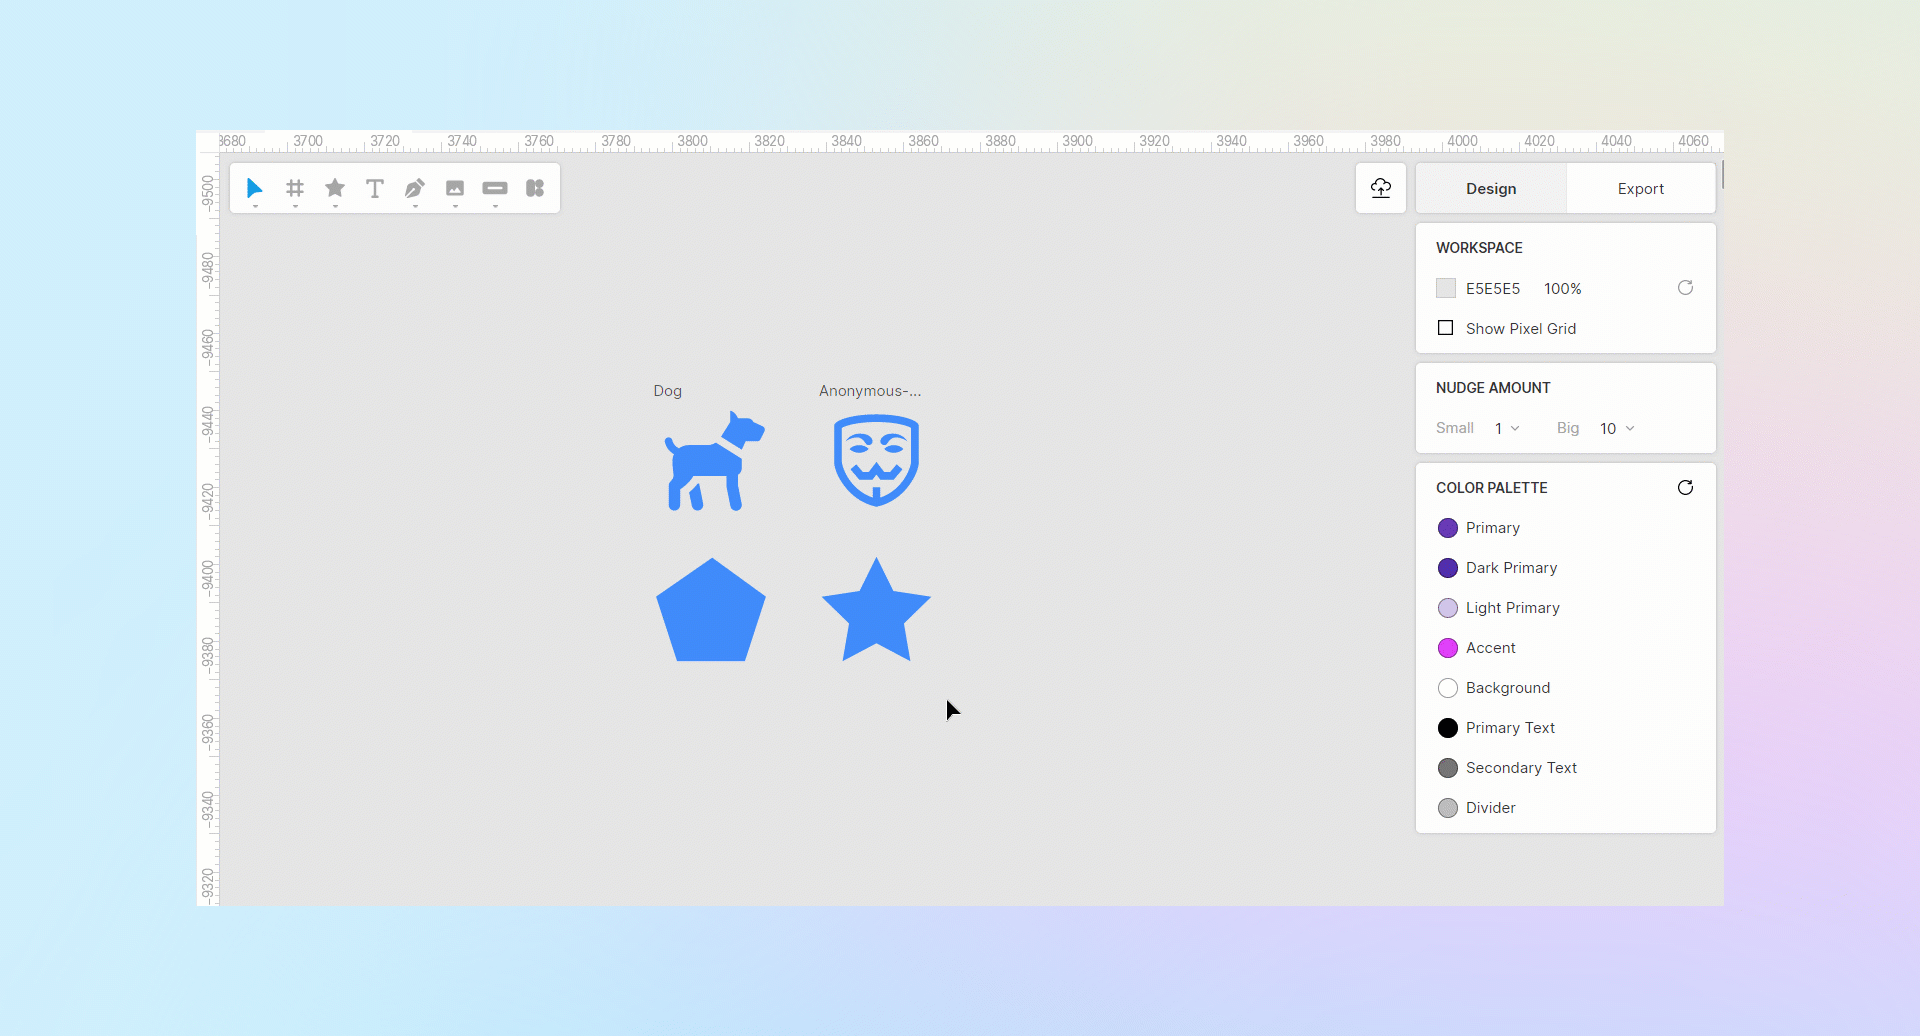 3680 3700 3720 3740 3760 3780 3800 3820 3840 3860 3880 3900 3920 3940 3960 3980 4000 4020 4040 4060
-9500
-9480
-9460
-9440
-9420
-9400
-9380
-9360
-9340
-9320
T
Dog
Anonymous-...
Design Export
WORKSPACE
E5E5E5 100%
Show Pixel Grid
NUDGE AMOUNT
Small 1 Big 10
COLOR PALETTE
Primary
Dark Primary
Light Primary
Accent
Background
Primary Text
Secondary Text
Divider